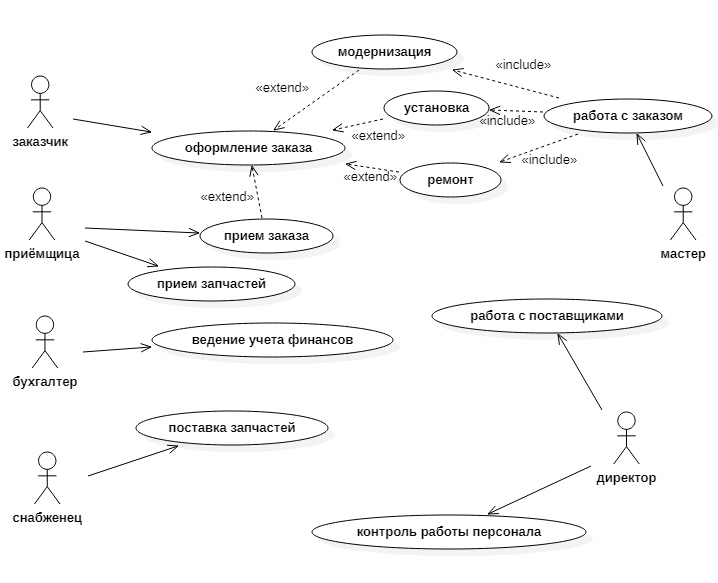 модернизация
«include»
«extend»
заказчик
установка
«include»
работа с заказом
«extend»
оформление заказа
«include»
ремонт
«extend»
«extend»
приёмщица
прием заказа
мастер
прием запчастей
работа с поставщиками
ведение учета финансов
бухгалтер
поставка запчастей
директор
снабженец
контроль работы персонала